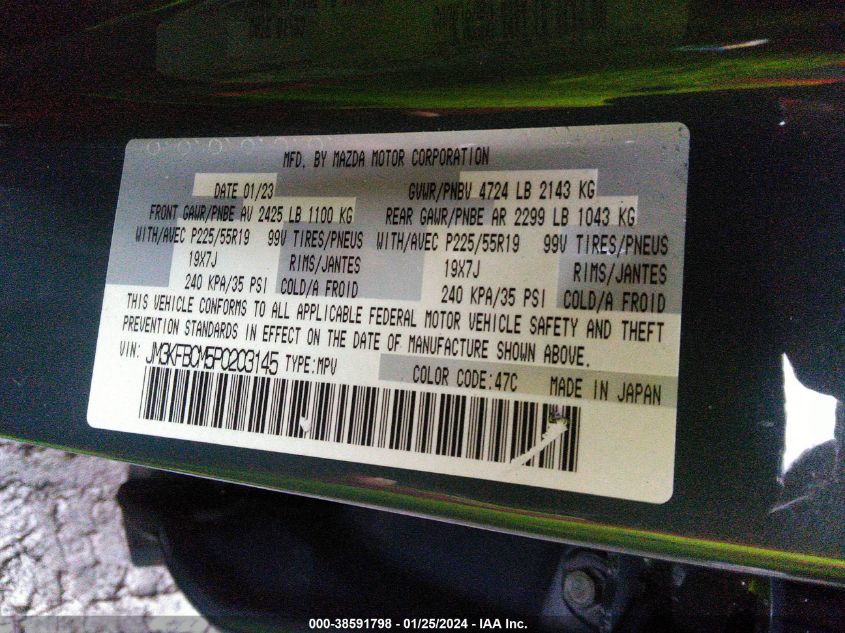 MFD. BY MAZDA MOTOR CORPORATION
DATE 01/23 GVWR/PNBV 4724 LB 2143 KG
FRONT GAWR/PNBE AV 2425 LB 1100 KG REAR GAWR/PNBE AR 2299 LB 1043 KG
WITH/AVEC P225/55R19 99V TIRES/PNEUS WITH/AVEC P225/55R19 99V TIRES/PNEUS
19X7J RIMS/JANTES 19X7J RIMS/JANTES
240 KPA/35 PSI COLD/A FROID 240 KPA/35 PSI COLD/A FROID
THIS VEHICLE CONFORMS TO ALL APPLICABLE FEDERAL MOTOR VEHICLE SAFETY AND THEFT
PREVENTION STANDARDS IN EFFECT ON THE DATE OF MANUFACTURE SHOWN ABOVE.
VIN: JM3KFBCM5P0203145 TYPE:MPV COLOR CODE:47C MADE IN JAPAN
000-38591798 - 01/25/2024 - IAA Inc.